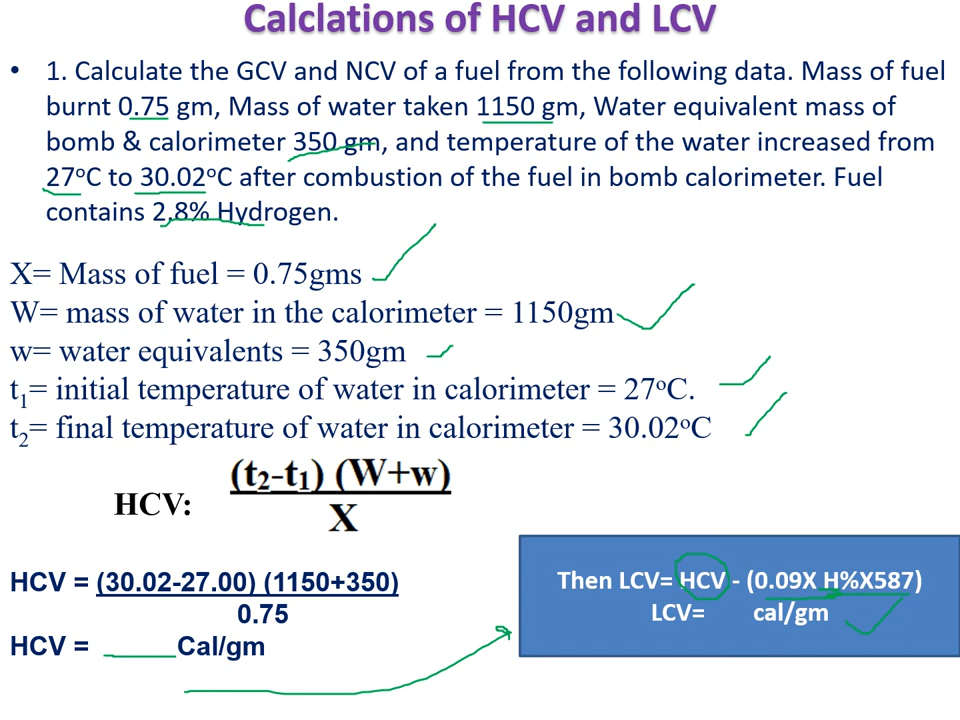 Calclations of HCV and LCV
• 1. Calculate the GCV and NCV of a fuel from the following data. Mass of fuel
burnt 0.75 gm, Mass of water taken 1150 gm, Water equivalent mass of
bomb & calorimeter 350 gm, and temperature of the water increased from
27°C to 30.02°C after combustion of the fuel in bomb calorimeter. Fuel
contains 2.8% Hydrogen.
X= Mass of fuel = 0.75gms
W= mass of water in the calorimeter = 1150gm
w= water equivalents = 350gm
t₁= initial temperature of water in calorimeter = 27°C.
t₂= final temperature of water in calorimeter = 30.02°C
(t₂-t₁) (W+w)
HCV:
X
HCV = (30.02-27.00) (1150+350)
0.75
HCV = Cal/gm
Then LCV= HCV - (0.09X H%X587)
LCV= cal/gm